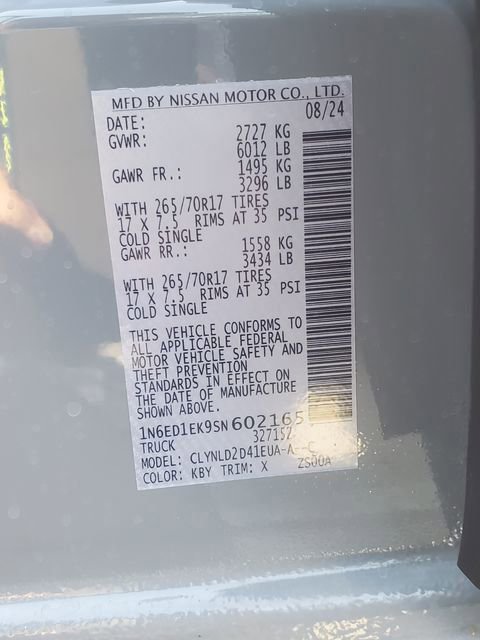 MFD BY NISSAN MOTOR CO., LTD.
DATE: 08/24
GVWR: 2727 KG
6012 LB
GAWR FR.: 1495 KG
3296 LB
WITH 265/70R17 TIRES
17 X 7.5 RIMS AT 35 PSI
COLD SINGLE
GAWR RR.: 1558 KG
3434 LB
WITH 265/70R17 TIRES
17 X 7.5 RIMS AT 35 PSI
COLD SINGLE
THIS VEHICLE CONFORMS TO
ALL APPLICABLE FEDERAL
MOTOR VEHICLE SAFETY AND
THEFT PREVENTION
STANDARDS IN EFFECT ON
THE DATE OF MANUFACTURE
SHOWN ABOVE.
1N6ED1EK9SN602165
TRUCK 327152
MODEL: CLYNLD2D41EUA-A--C
COLOR: KBY TRIM: X ZS00A